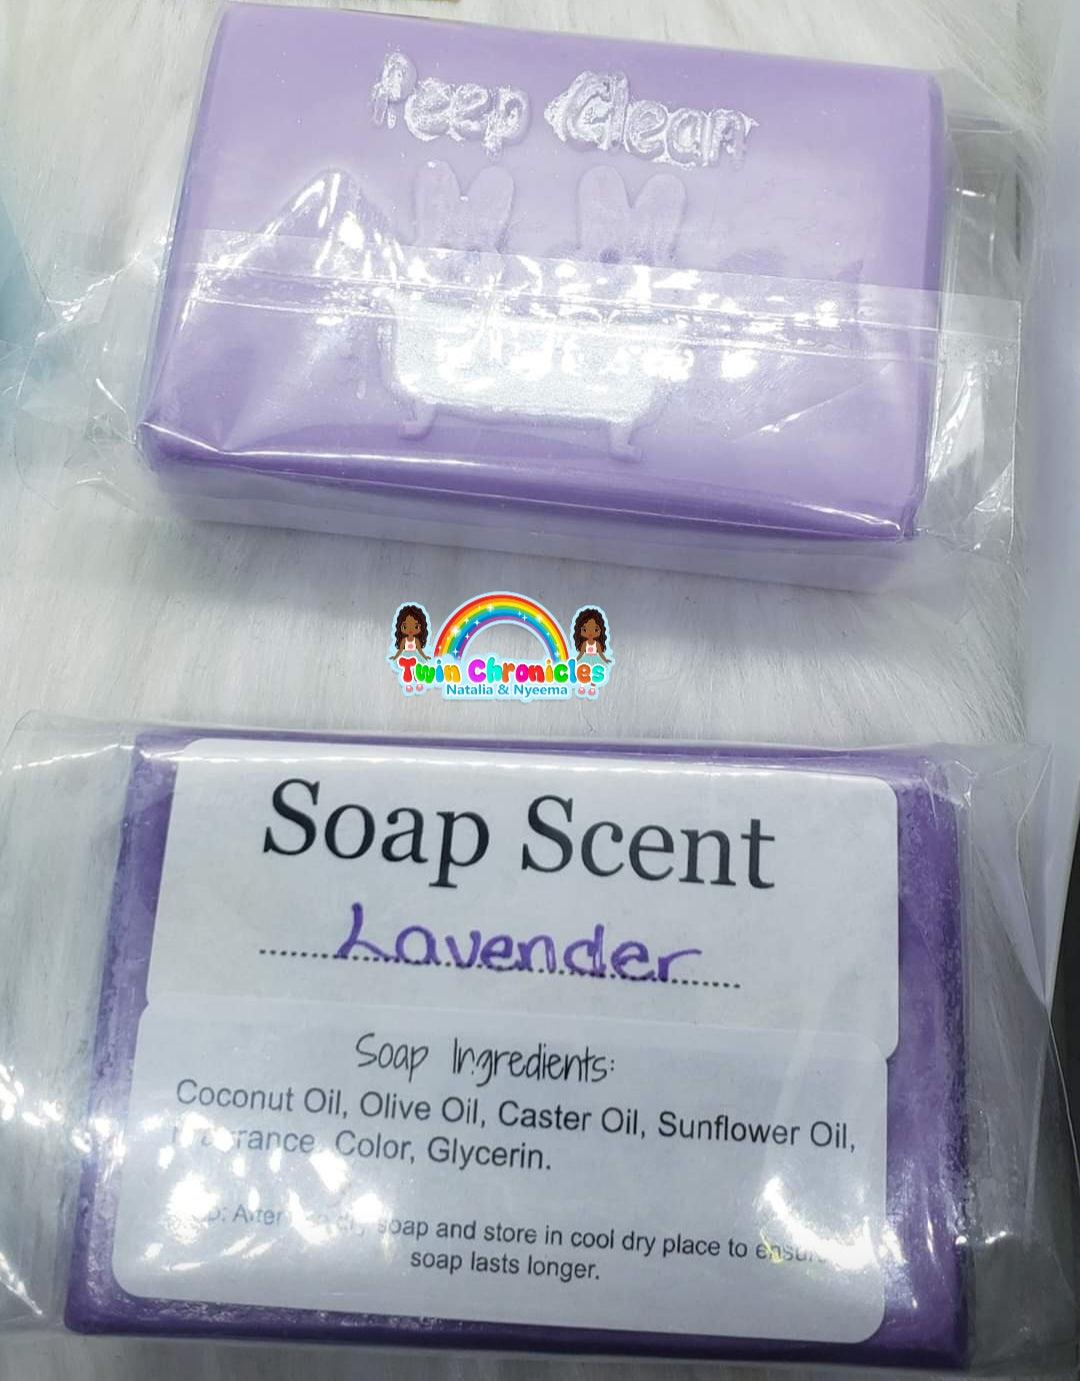 Peep Clean
Twin Chronicles
Natalia & Nyeema
Soap Scent
Lavender
Soap Ingredients:
Coconut Oil, Olive Oil, Caster Oil, Sunflower Oil,
Color, Glycerin.
soap and store in cool dry place to
soap lasts longer.